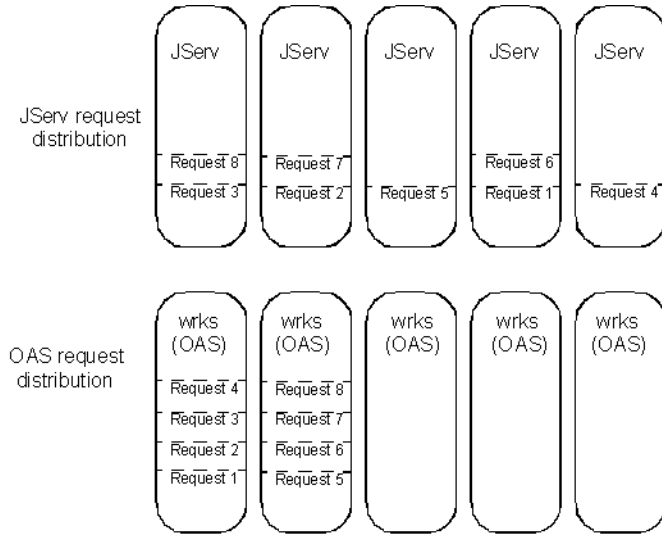 JServ JServ JServ JServ JServ
JServ request
distribution
Request 8 Request 7 Request 6
Request 3 Request 2 Request 5 Request 1 Request 4
wrks wrks wrks wrks wrks
(OAS) (OAS) (OAS) (OAS) (OAS)
OAS request
distribution
Request 4 Request 8
Request 3 Request 7
Request 2 Request 6
Request 1 Request 5